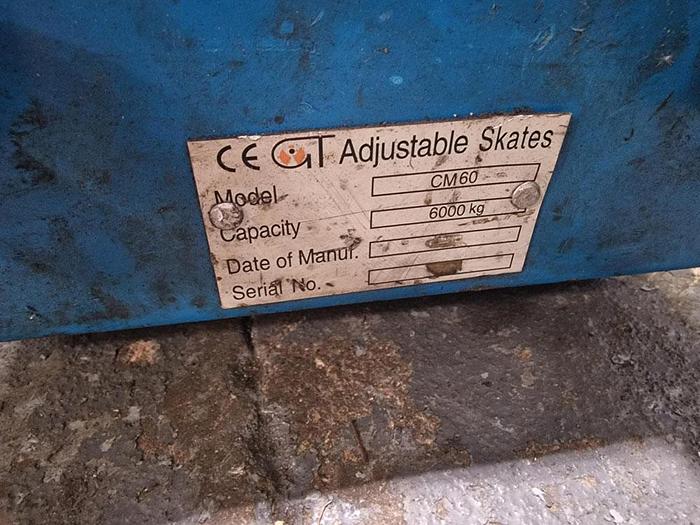 CE GT Adjustable Skates
Model CM60
Capacity 6000 kg
Date of Manuf.
Serial No.